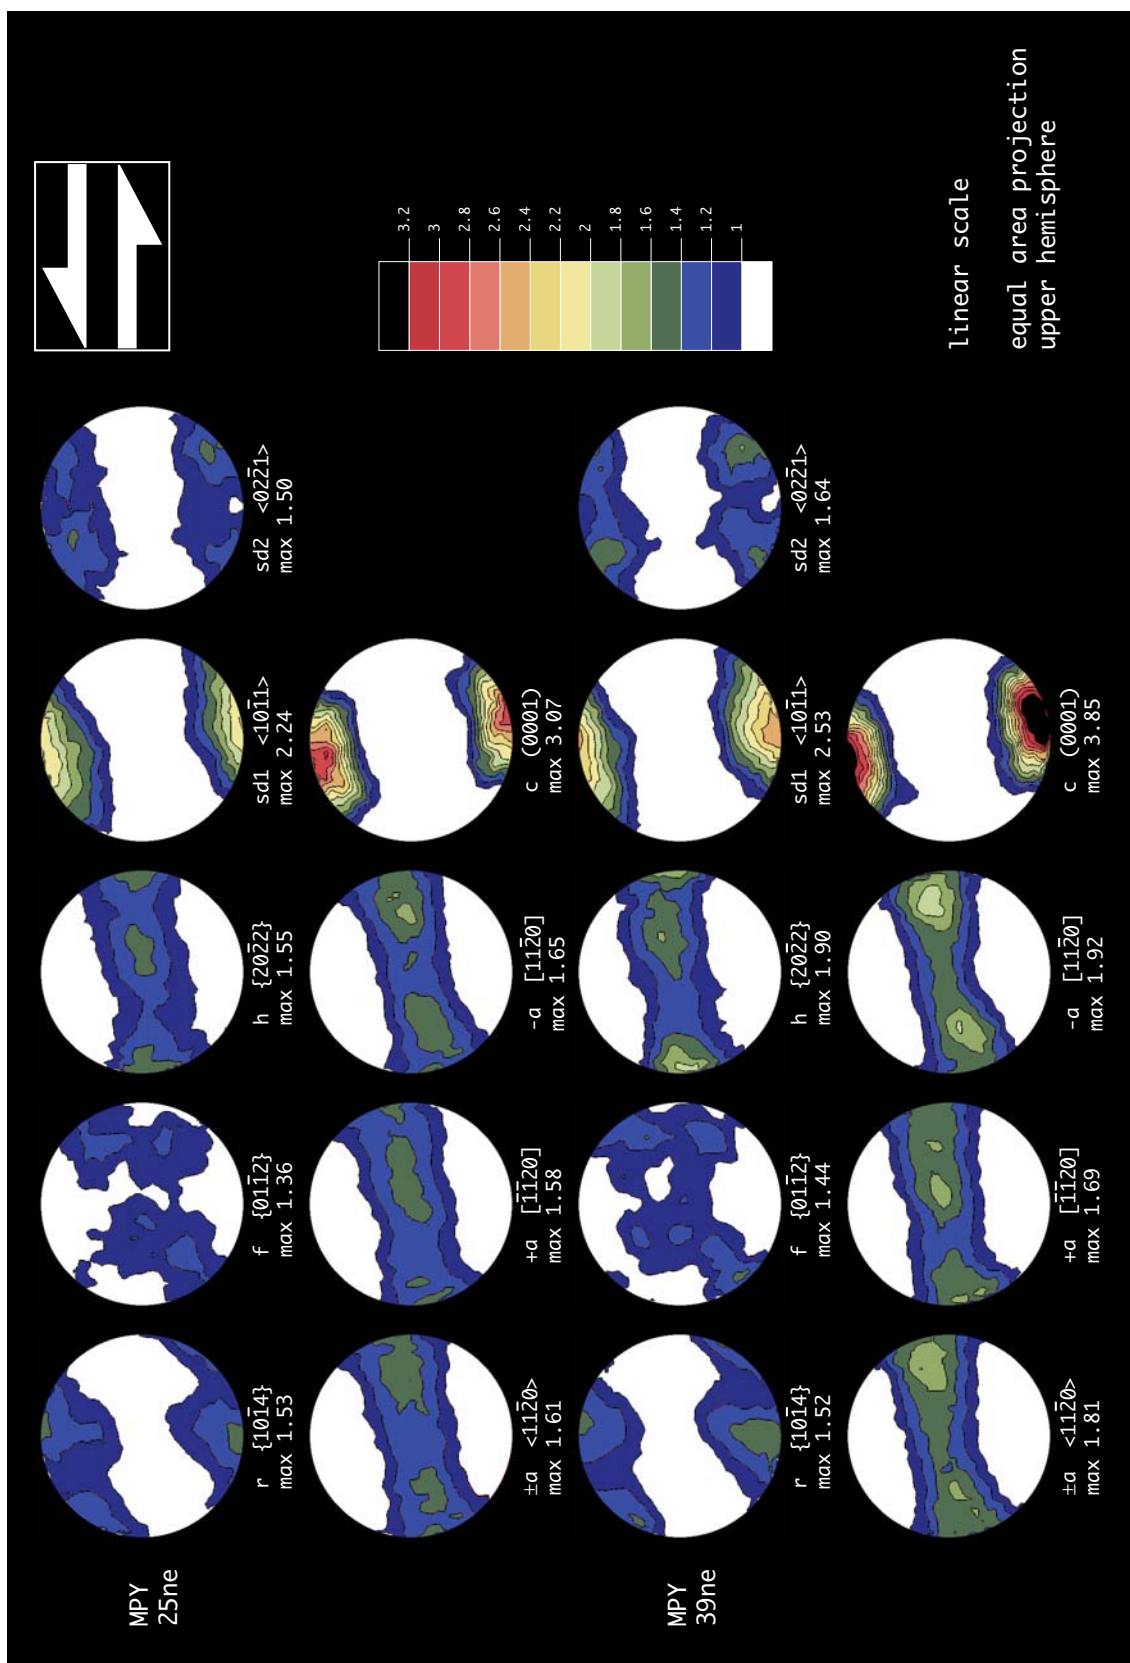 MPY
25ne
r {101̄4}
max 1.53
f {011̄2}
max 1.36
h {202̄2}
max 1.55
sd1 <101̄1>
max 2.24
sd2 <022̄1>
max 1.50
±a <112̄0>
max 1.61
+a [1̄1̄20]
max 1.58
-a [112̄0]
max 1.65
c (0001)
max 3.07
3.2
3
2.8
2.6
2.4
2.2
2
1.8
1.6
1.4
1.2
1
MPY
39ne
r {101̄4}
max 1.52
f {011̄2}
max 1.44
h {202̄2}
max 1.90
sd1 <101̄1>
max 2.53
sd2 <022̄1>
max 1.64
±a <112̄0>
max 1.81
+a [1̄1̄20]
max 1.69
-a [112̄0]
max 1.92
c (0001)
max 3.85
linear scale
equal area projection
upper hemisphere